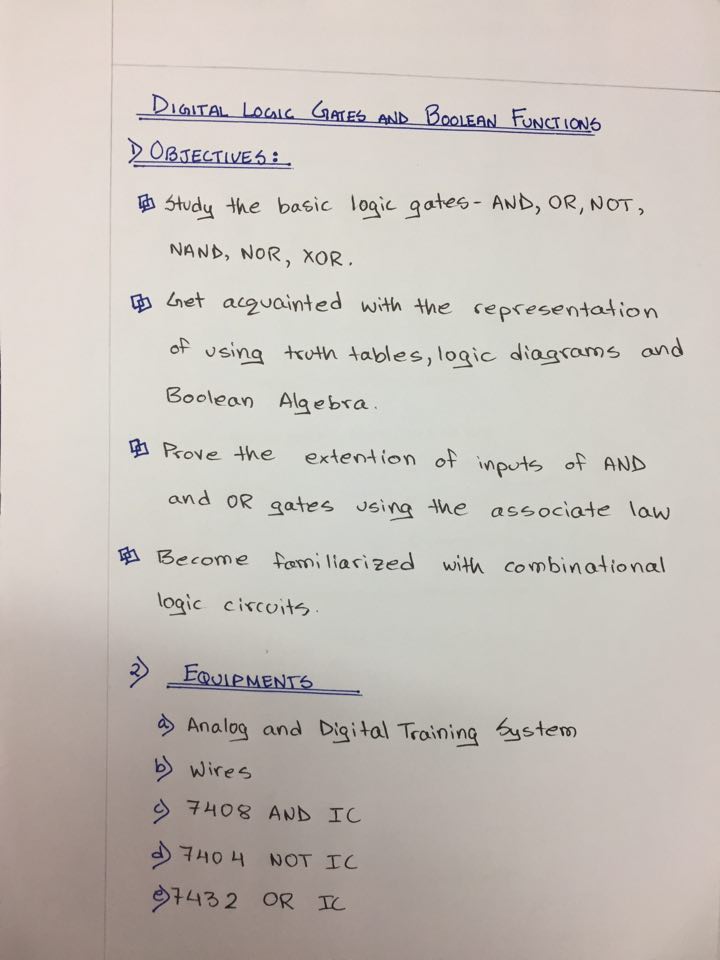 DIGITAL LOGIC GATES AND BOOLEAN FUNCTIONS
1) OBJECTIVES:
Study the basic logic gates- AND, OR, NOT,
NAND, NOR, XOR.
Get acquainted with the representation
of using truth tables, logic diagrams and
Boolean Algebra.
Prove the extention of inputs of AND
and OR gates using the associate law
Become familiarized with combinational
logic circuits.
2) EQUIPMENTS
a) Analog and Digital Training System
b) Wires
c) 7408 AND IC
d) 7404 NOT IC
e) 7432 OR IC